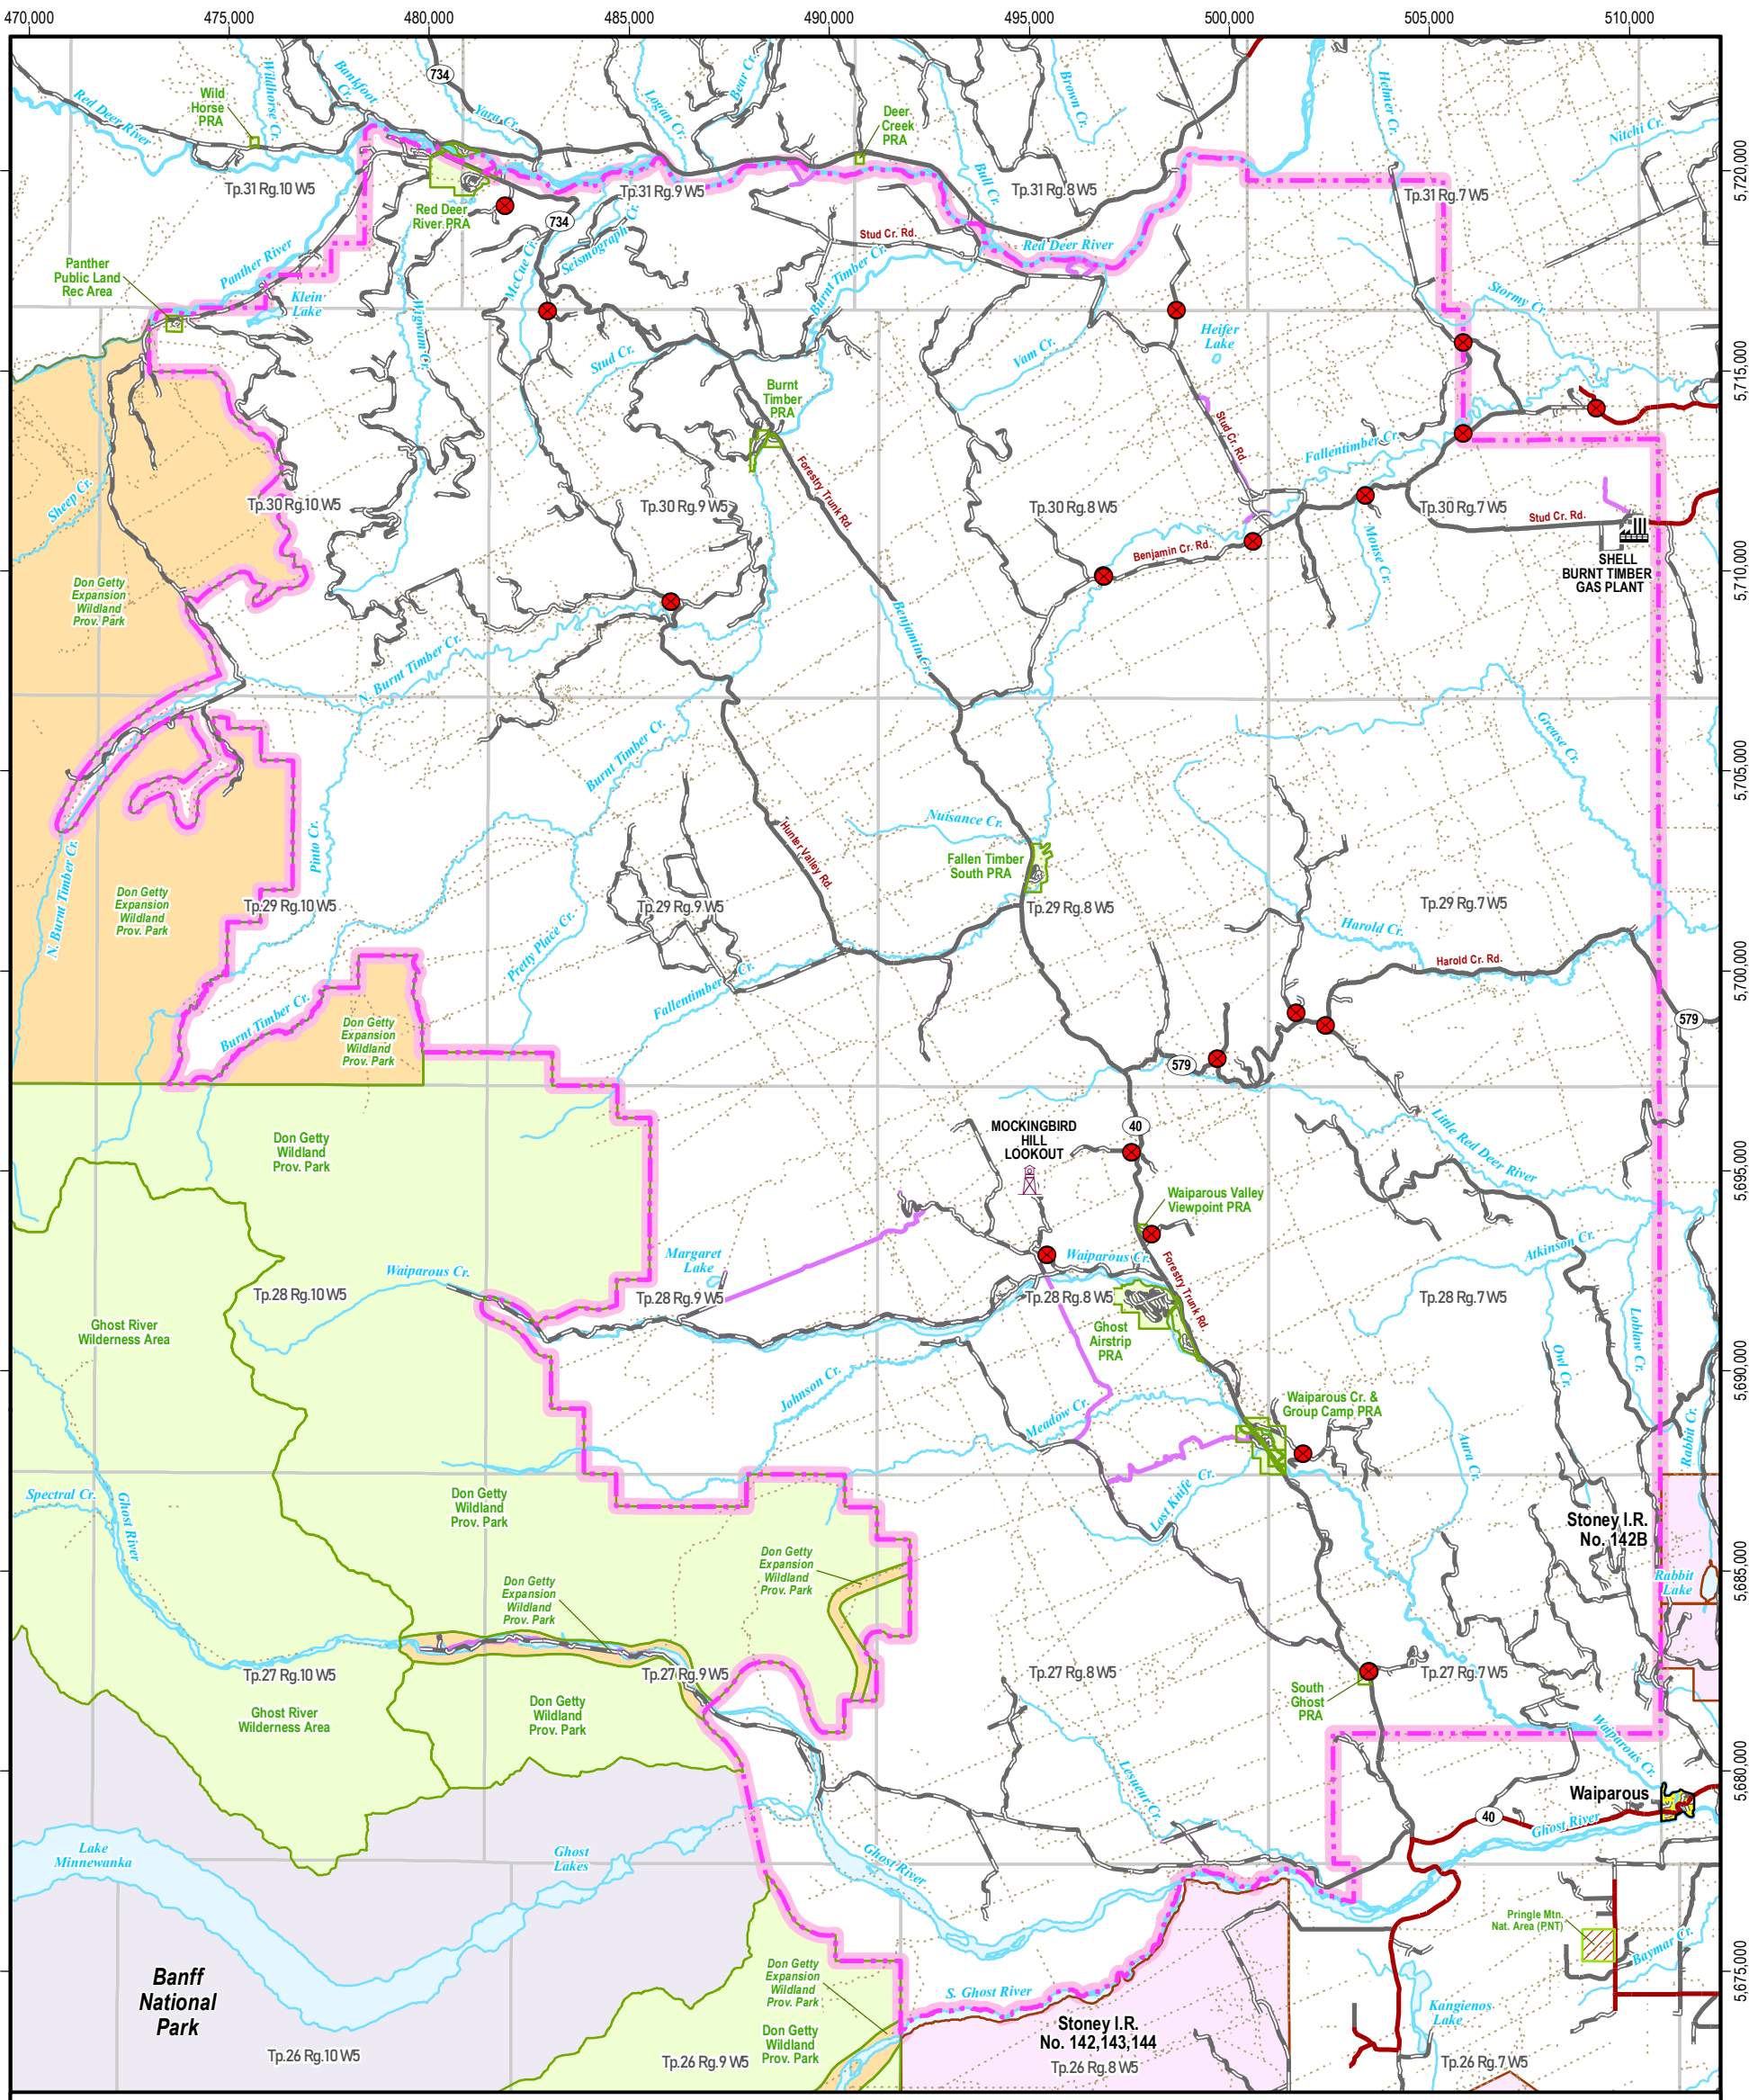 470,000
475,000
480,000
485,000
490,000
495,000
500,000
505,000
510,000
5,720,000
5,715,000
5,710,000
5,705,000
5,700,000
5,695,000
5,690,000
5,685,000
5,680,000
5,675,000
Red Deer River
Wild
Horse
PRA
Wildhorse Cr.
Banffoot
Cr.
734
Yara Cr.
Logan Cr.
Bear Cr.
Deer
Creek
PRA
Brown Cr.
Bull Cr.
Helmer Cr.
Nitchi Cr.
Tp.31 Rg.10 W5
Tp.31 Rg.9 W5
Tp.31 Rg.8 W5
Tp.31 Rg.7 W5
Red Deer
River PRA
734
Seismograph Cr.
McCue Cr.
Stud Cr. Rd.
Red Deer River
Panther River
Panther
Public Land
Rec Area
Klein
Lake
Wigwam Cr.
Burnt Timber Cr.
Stud Cr.
Vam Cr.
Heifer
Lake
Stormy Cr.
Burnt
Timber
PRA
Stud Cr. Rd.
Fallentimber Cr.
Forestry Trunk Rd.
Sheep Cr.
Tp.30 Rg.10 W5
Tp.30 Rg.9 W5
Tp.30 Rg.8 W5
Tp.30 Rg.7 W5
Stud Cr. Rd.
Mouse Cr.
Benjamin Cr. Rd.
SHELL
BURNT TIMBER
GAS PLANT
Don Getty
Expansion
Wildland
Prov. Park
Benjamin Cr.
N. Burnt Timber Cr.
Burnt Timber Cr.
Grease Cr.
Nuisance Cr.
Hunter Valley Rd.
Pinto Cr.
Fallen Timber
South PRA
N. Burnt Timber Cr.
Don Getty
Expansion
Wildland
Prov. Park
Tp.29 Rg.10 W5
Tp.29 Rg.9 W5
Tp.29 Rg.8 W5
Tp.29 Rg.7 W5
Pretty Place Cr.
Harold Cr.
Harold Cr. Rd.
Fallentimber Cr.
Burnt Timber Cr.
Don Getty
Expansion
Wildland
Prov. Park
579
579
40
MOCKINGBIRD
HILL
LOOKOUT
Little Red Deer River
Don Getty
Wildland
Prov. Park
Waiparous Valley
Viewpoint PRA
Waiparous Cr.
Margaret
Lake
Waiparous Cr.
Forestry Trunk Rd
Atkinson Cr.
Tp.28 Rg.10 W5
Tp.28 Rg.9 W5
Tp.28 Rg.8 W5
Tp.28 Rg.7 W5
Ghost River
Wilderness Area
Ghost
Airstrip
PRA
Loblaw Cr.
Owl Cr.
Johnson Cr.
Meadow Cr.
Waiparous Cr. &
Group Camp PRA
Aura Cr.
Rabbit Cr.
Spectral Cr.
Ghost River
Don Getty
Wildland
Prov. Park
Lost Knife Cr.
Stoney I.R.
No. 142B
Don Getty
Expansion
Wildland
Prov. Park
Don Getty
Expansion
Wildland
Prov. Park
Rabbit
Lake
Tp.27 Rg.10 W5
Tp.27 Rg.9 W5
Tp.27 Rg.8 W5
Tp.27 Rg.7 W5
Ghost River
Wilderness Area
Don Getty
Wildland
Prov. Park
South
Ghost
PRA
Waiparous Cr.
Lesueur Cr.
Waiparous
40
Ghost River
Lake
Minnewanka
Ghost
Lakes
Ghost River
Pringle Mtn.
Nat. Area (PNT)
Baymar Cr.
Banff
National
Park
Don Getty
Expansion
Wildland
Prov. Park
S. Ghost River
Kangienos
Lake
Stoney I.R.
No. 142,143,144
Don Getty
Wildland
Prov. Park
Tp.26 Rg.10 W5
Tp.26 Rg.9 W5
Tp.26 Rg.8 W5
Tp.26 Rg.7 W5